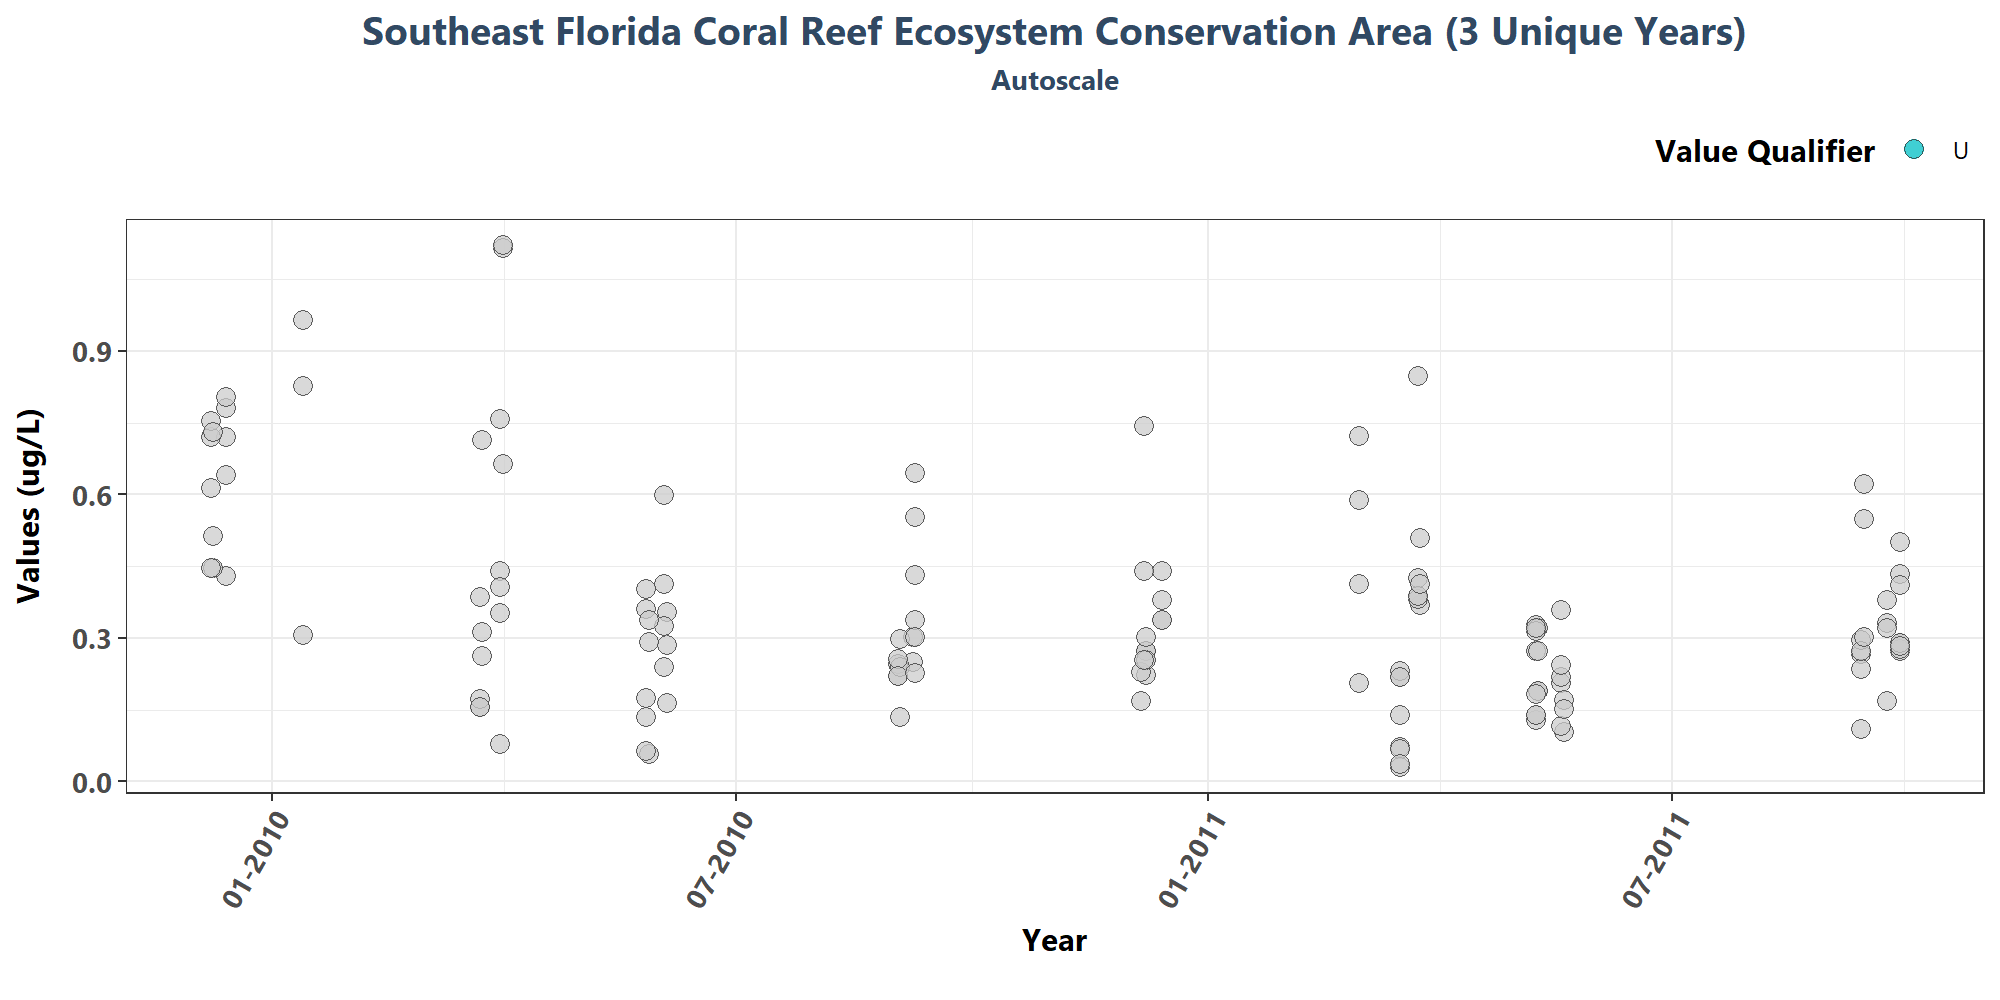 Southeast Florida Coral Reef Ecosystem Conservation Area (3 Unique Years)
Autoscale
Value Qualifier U
Values (ug/L)
0.9
0.6
0.3
0.0
01-2010 07-2010 01-2011 07-2011
Year